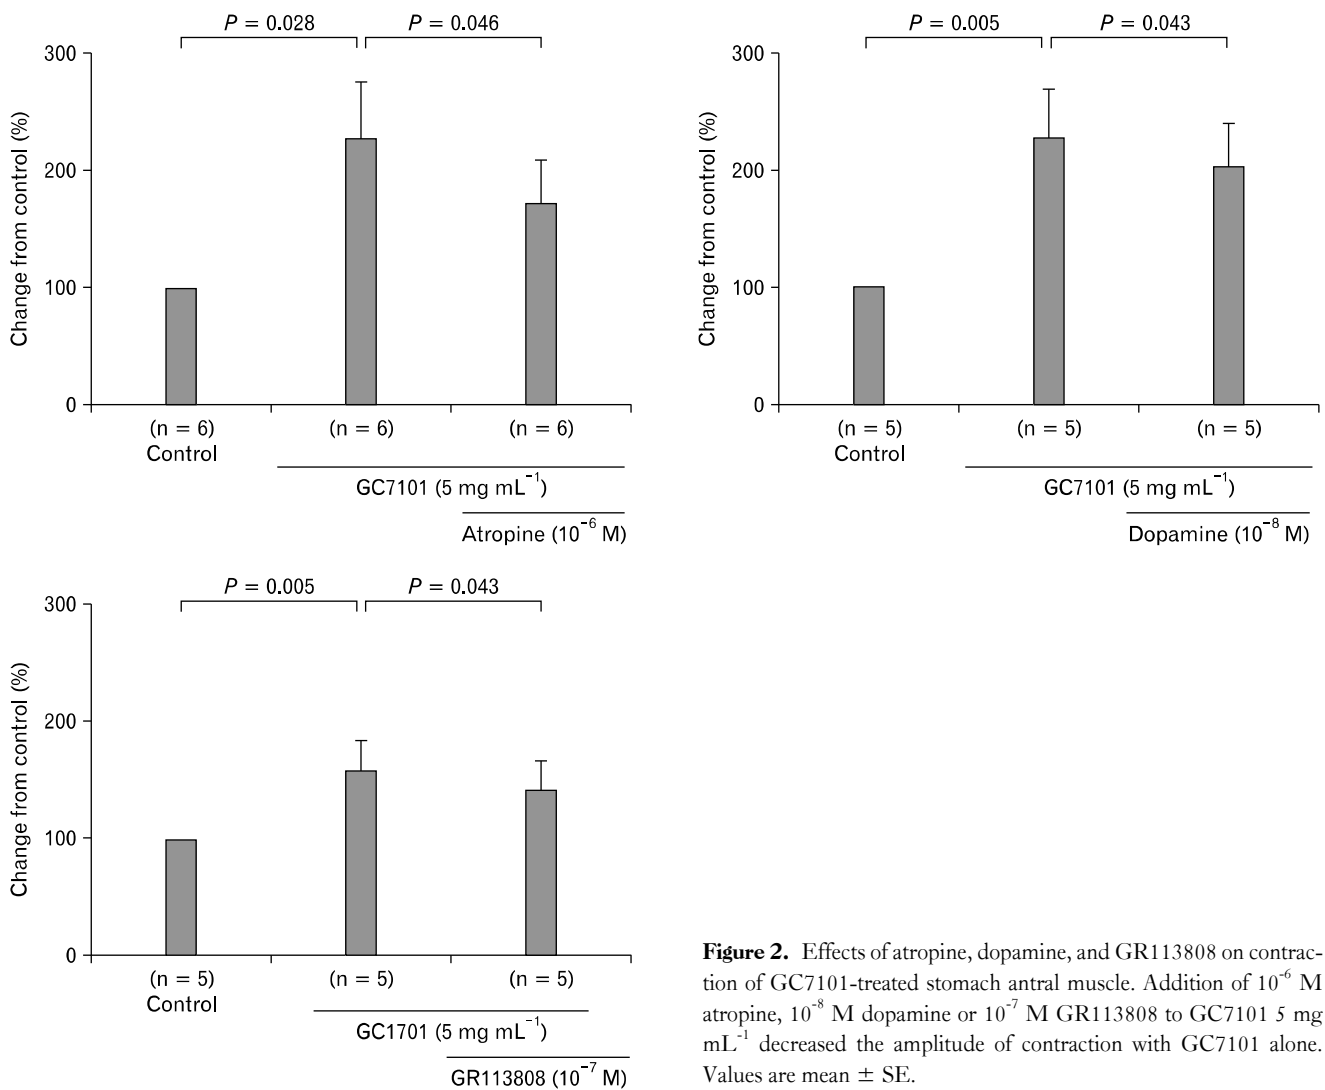 P = 0.028
P = 0.046
300
200
100
0
Change from control (%)
(n = 6)
(n = 6)
(n = 6)
Control
GC7101 (5 mg mL⁻¹)
Atropine (10⁻⁶ M)
P = 0.005
P = 0.043
300
200
100
0
Change from control (%)
(n = 5)
(n = 5)
(n = 5)
Control
GC7101 (5 mg mL⁻¹)
Dopamine (10⁻⁸ M)
P = 0.005
P = 0.043
300
200
100
0
Change from control (%)
(n = 5)
(n = 5)
(n = 5)
Control
GC1701 (5 mg mL⁻¹)
GR113808 (10⁻⁷ M)
Figure 2. Effects of atropine, dopamine, and GR113808 on contrac-
tion of GC7101-treated stomach antral muscle. Addition of 10⁻⁶ M
atropine, 10⁻⁸ M dopamine or 10⁻⁷ M GR113808 to GC7101 5 mg
mL⁻¹ decreased the amplitude of contraction with GC7101 alone.
Values are mean ± SE.